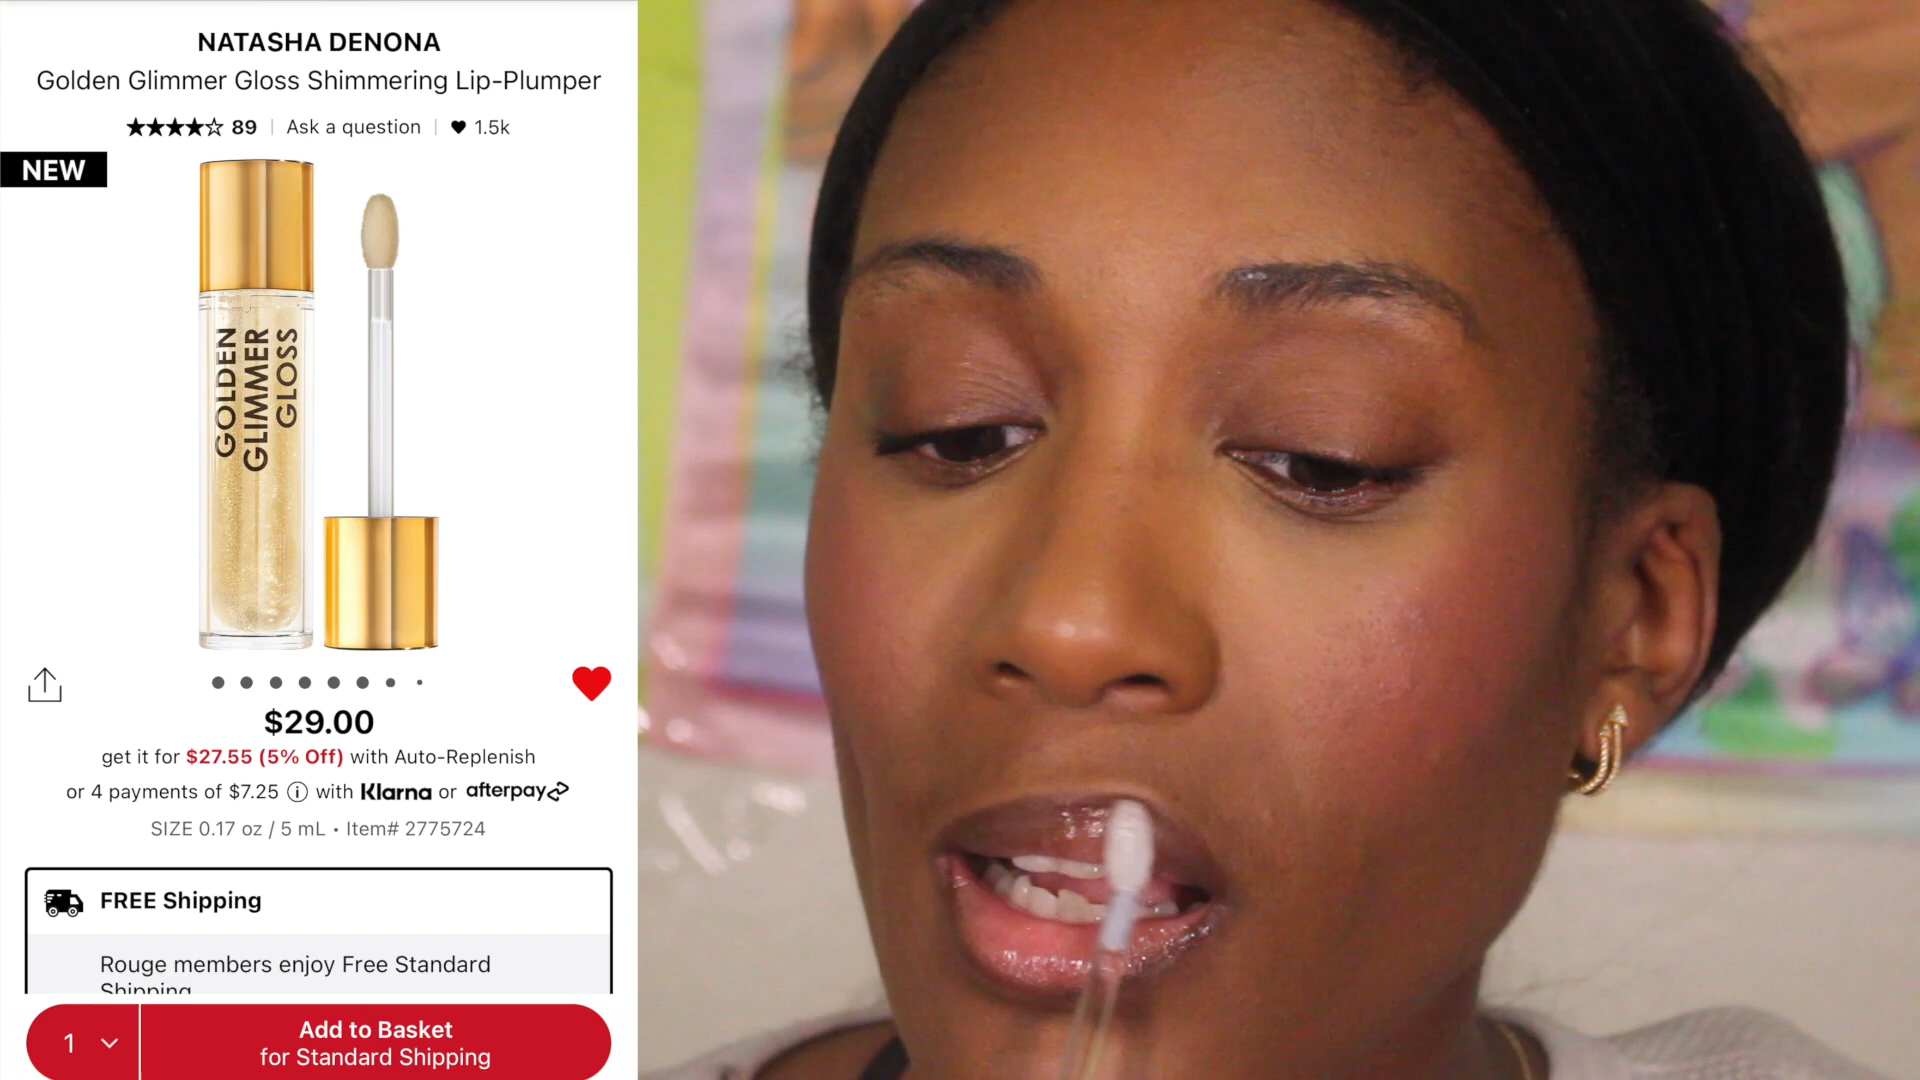 NATASHA DENONA
Golden Glimmer Gloss Shimmering Lip-Plumper
89 | Ask a question | 1.5k
NEW
GOLDEN
GLIMMER
GLOSS
$29.00
get it for $27.55 (5% Off) with Auto-Replenish
or 4 payments of $7.25 with Klarna or afterpay
SIZE 0.17 oz / 5 mL • Item# 2775724
FREE Shipping
Rouge members enjoy Free Standard
Shipping
1
Add to Basket
for Standard Shipping